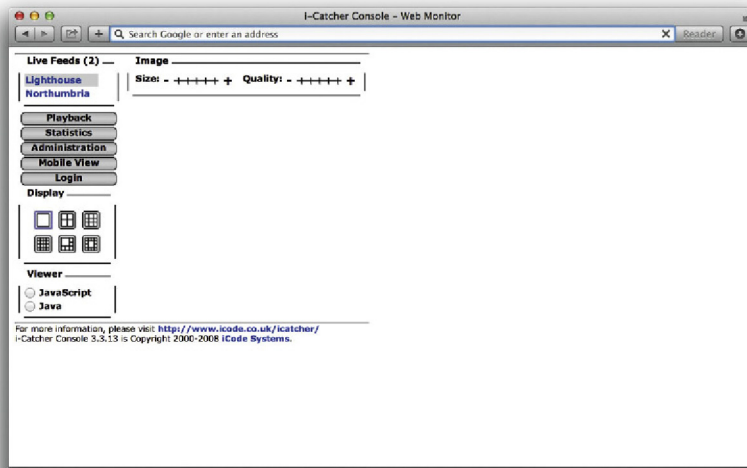 i-Catcher Console – Web Monitor
Search Google or enter an address
Reader
Live Feeds (2)
Lighthouse
Northumbria
Image
Size: - +++++ + Quality: - +++++ +
Playback
Statistics
Administration
Mobile View
Login
Display
Viewer
JavaScript
Java
For more information, please visit http://www.icode.co.uk/icatcher/
i-Catcher Console 3.3.13 is Copyright 2000-2008 iCode Systems.